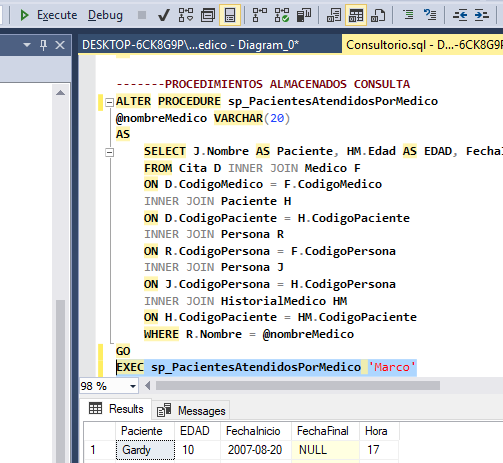 Execute
DESKTOP-6CK8G9P\...edico - Diagram_0*
Consultorio.sql - D...-6CK8G9P
-------PROCEDIMIENTOS ALMACENADOS CONSULTA
ALTER PROCEDURE sp_PacientesAtendidosPorMedico
@nombreMedico VARCHAR(20)
AS
SELECT J.Nombre AS Paciente, HM.Edad AS EDAD, Fecha
FROM Cita D INNER JOIN Medico F
ON D.CodigoMedico = F.CodigoMedico
INNER JOIN Paciente H
ON D.CodigoPaciente = H.CodigoPaciente
INNER JOIN Persona R
ON R.CodigoPersona = F.CodigoPersona
INNER JOIN Persona J
ON J.CodigoPersona = H.CodigoPersona
INNER JOIN HistorialMedico HM
ON H.CodigoPaciente = HM.CodigoPaciente
WHERE R.Nombre = @nombreMedico
GO
EXEC sp_PacientesAtendidosPorMedico 'Marco'
98 %
Results Messages
Paciente EDAD FechaInicio FechaFinal Hora
1 Gardy 10 2007-08-20 NULL 17